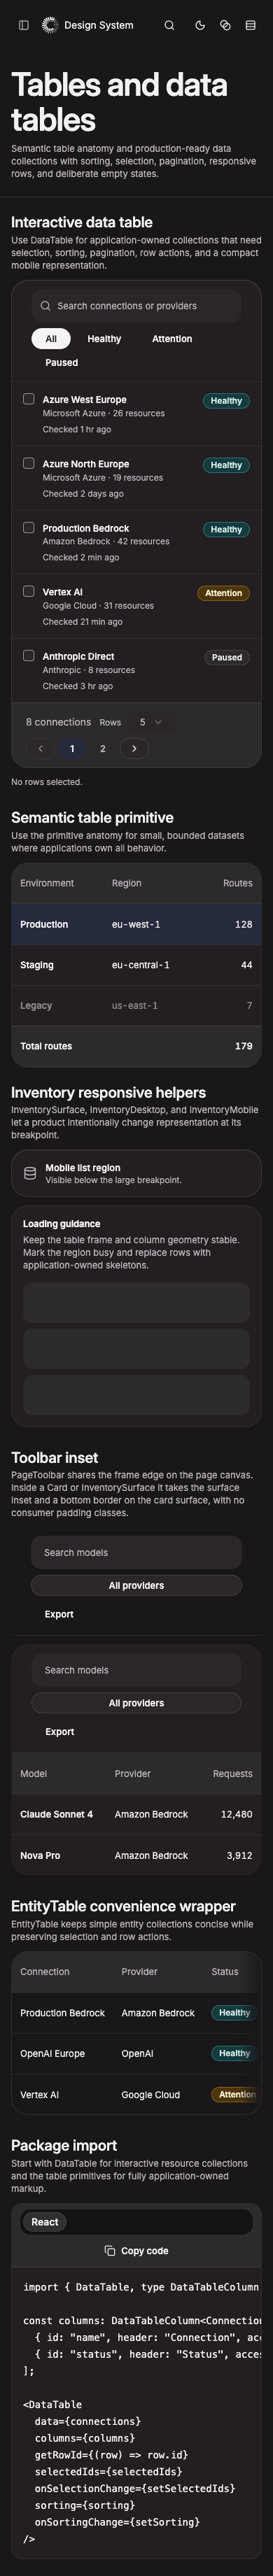 Design System
Tables and data
tables
Semantic table anatomy and production-ready data
collections with sorting, selection, pagination, responsive
rows, and deliberate empty states.
Interactive data table
Use DataTable for application-owned collections that need
selection, sorting, pagination, row actions, and a compact
mobile representation.
Search connections or providers
All Healthy Attention
Paused
Azure West Europe Healthy
Microsoft Azure · 26 resources
Checked 1 hr ago
Azure North Europe Healthy
Microsoft Azure · 19 resources
Checked 2 days ago
Production Bedrock Healthy
Amazon Bedrock · 42 resources
Checked 2 min ago
Vertex AI Attention
Google Cloud · 31 resources
Checked 21 min ago
Anthropic Direct Paused
Anthropic · 8 resources
Checked 3 hr ago
8 connections Rows 5
1 2
No rows selected.
Semantic table primitive
Use the primitive anatomy for small, bounded datasets
where applications own all behavior.
Environment Region Routes
Production eu-west-1 128
Staging eu-central-1 44
Legacy us-east-1 7
Total routes 179
Inventory responsive helpers
InventorySurface, InventoryDesktop, and InventoryMobile
let a product intentionally change representation at its
breakpoint.
Mobile list region
Visible below the large breakpoint.
Loading guidance
Keep the table frame and column geometry stable.
Mark the region busy and replace rows with
application-owned skeletons.
Toolbar inset
PageToolbar shares the frame edge on the page canvas.
Inside a Card or InventorySurface it takes the surface
inset and a bottom border on the card surface, with no
consumer padding classes.
Search models
All providers
Export
Search models
All providers
Export
Model Provider Requests
Claude Sonnet 4 Amazon Bedrock 12,480
Nova Pro Amazon Bedrock 3,912
EntityTable convenience wrapper
EntityTable keeps simple entity collections concise while
preserving selection and row actions.
Connection Provider Status
Production Bedrock Amazon Bedrock Healthy
OpenAI Europe OpenAI Healthy
Vertex AI Google Cloud Attention
Package import
Start with DataTable for interactive resource collections
and the table primitives for fully application-owned
markup.
React
Copy code
import { DataTable, type DataTableColumn
const columns: DataTableColumn<Connection
{ id: "name", header: "Connection", acc
{ id: "status", header: "Status", acces
];
<DataTable
data={connections}
columns={columns}
getRowId={(row) => row.id}
selectedIds={selectedIds}
onSelectionChange={setSelectedIds}
sorting={sorting}
onSortingChange={setSorting}
/>